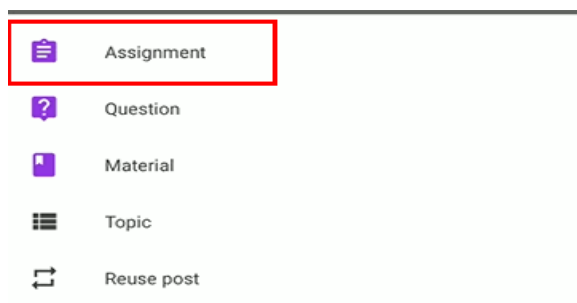 Assignment
Question
Material
Topic
Reuse post